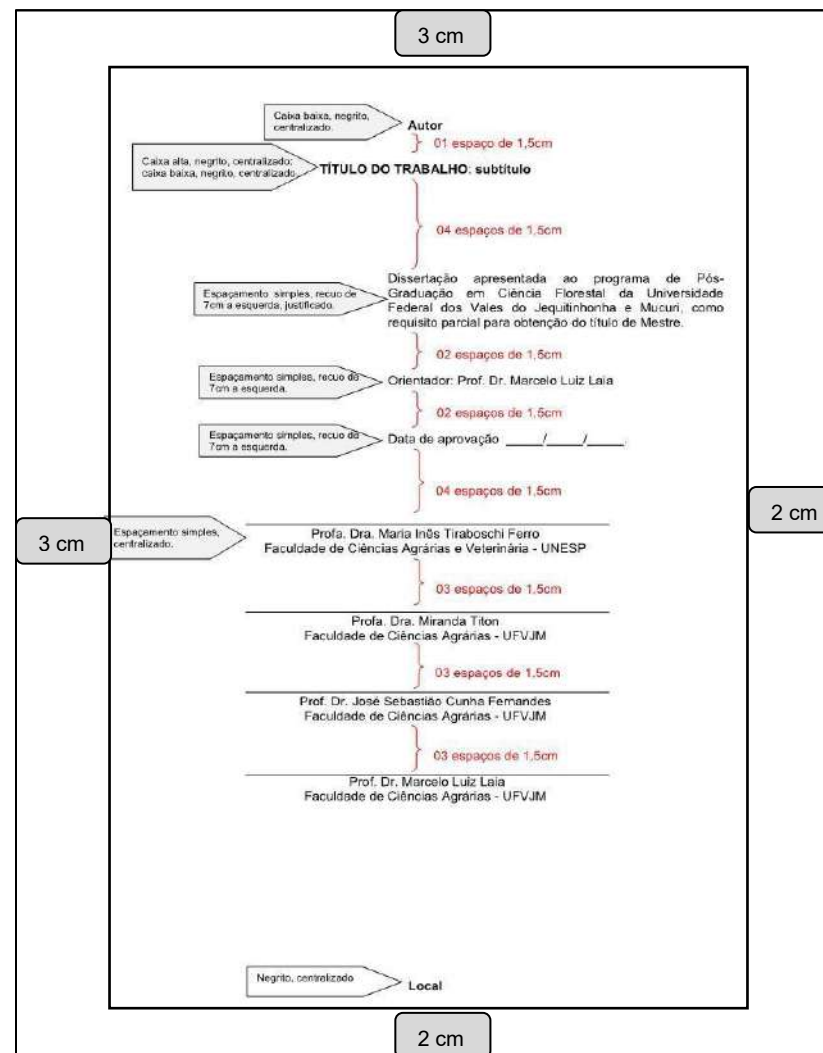 3 cm
Caixa baixa, negrito,
centralizado.
Autor
01 espaço de 1,5cm
Caixa alta, negrito, centralizado:
caixa baixa, negrito, centralizado.
TÍTULO DO TRABALHO: subtítulo
04 espaços de 1,5cm
Espaçamento simples, recuo de
7cm a esquerda, justificado.
Dissertação apresentada ao programa de Pós-
Graduação em Ciência Florestal da Universidade
Federal dos Vales do Jequitinhonha e Mucuri, como
requisito parcial para obtenção do título de Mestre.
02 espaços de 1,5cm
Espaçamento simples, recuo de
7cm a esquerda.
Orientador: Prof. Dr. Marcelo Luiz Laia
02 espaços de 1,5cm
Espaçamento simples, recuo de
7cm a esquerda.
Data de aprovação ____/____/____.
04 espaços de 1,5cm
2 cm
3 cm
Espaçamento simples,
centralizado.
Profa. Dra. Maria Inês Tiraboschi Ferro
Faculdade de Ciências Agrárias e Veterinária - UNESP
03 espaços de 1,5cm
Profa. Dra. Miranda Titon
Faculdade de Ciências Agrárias - UFVJM
03 espaços de 1,5cm
Prof. Dr. José Sebastião Cunha Fernandes
Faculdade de Ciências Agrárias - UFVJM
03 espaços de 1,5cm
Prof. Dr. Marcelo Luiz Laia
Faculdade de Ciências Agrárias - UFVJM
Negrito, centralizado
Local
2 cm